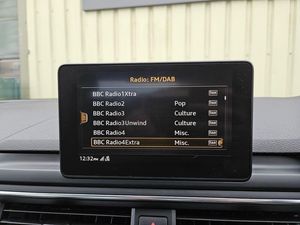 Radio: FM/DAB
BBC Radio1Xtra
BBC Radio2 Pop
BBC Radio3 Culture
BBC Radio3Unwind Culture
BBC Radio4 Misc.
BBC Radio4Extra Misc.
12:32